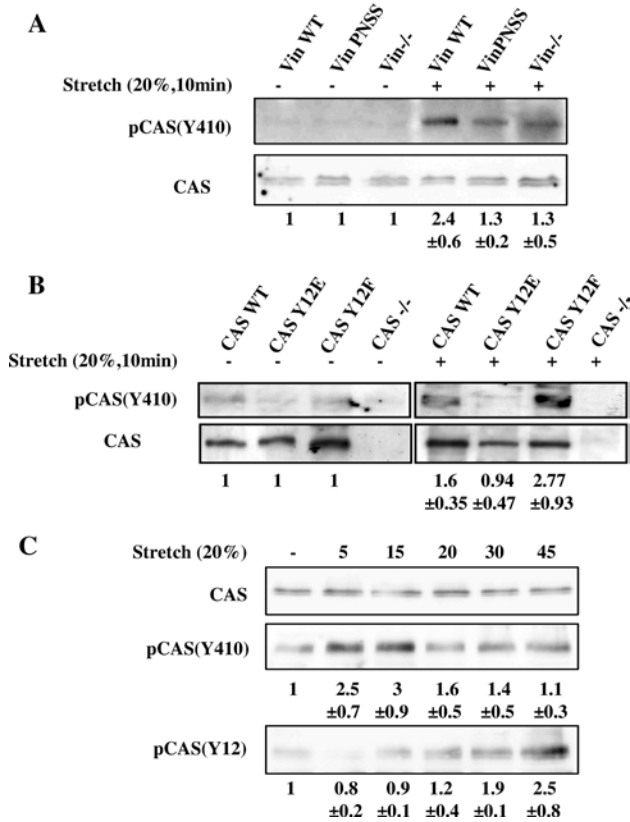 A
Vin WT Vin PNSS Vin-/- Vin WT VinPNSS Vin-/-
Stretch (20%,10min) - - - + + +
pCAS(Y410)
CAS
1 1 1 2.4 1.3 1.3
±0.6 ±0.2 ±0.5
B
CAS WT CAS Y12E CAS Y12F CAS -/- CAS WT CAS Y12E CAS Y12F CAS -/-
Stretch (20%,10min) - - - - + + + +
pCAS(Y410)
CAS
1 1 1 1.6 0.94 2.77
±0.35 ±0.47 ±0.93
C
Stretch (20%) - 5 15 20 30 45
CAS
pCAS(Y410)
1 2.5 3 1.6 1.4 1.1
±0.7 ±0.9 ±0.5 ±0.5 ±0.3
pCAS(Y12)
1 0.8 0.9 1.2 1.9 2.5
±0.2 ±0.1 ±0.4 ±0.1 ±0.8